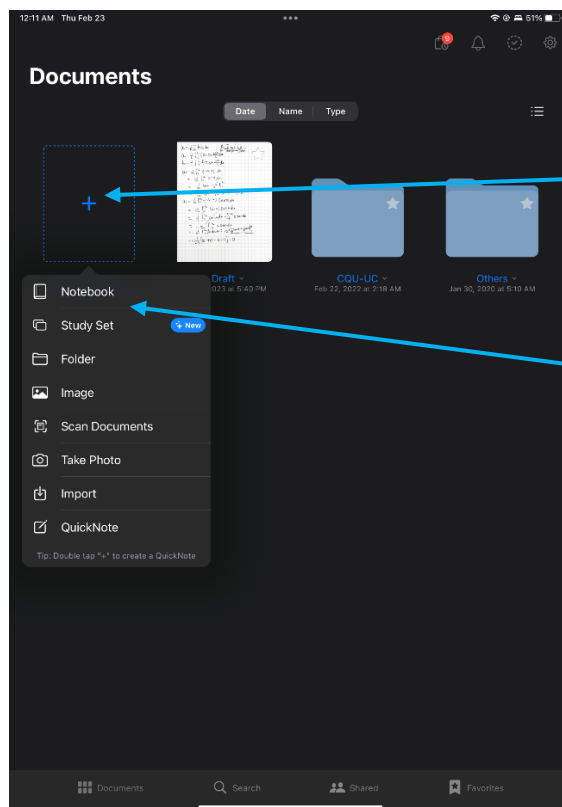 12:11 AM Thu Feb 23
51%
9
Documents
Date Name Type
+
Draft
2023 at 5:40 PM
CQU-UC
Feb 22, 2022 at 2:18 AM
Others
Jan 30, 2020 at 5:10 AM
Notebook
Study Set New
Folder
Image
Scan Documents
Take Photo
Import
QuickNote
Tip: Double tap "+" to create a QuickNote
Documents Search Shared Favorites